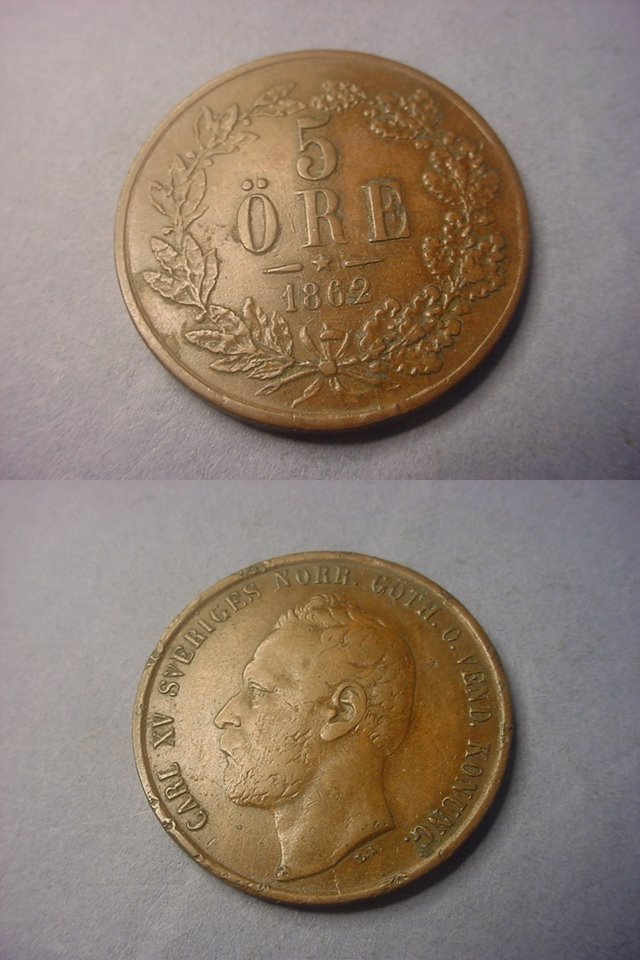 5
ÖRE
1862
CARL XV SVERIGES NORR. GÖTH. O. VEND. KONUNG.